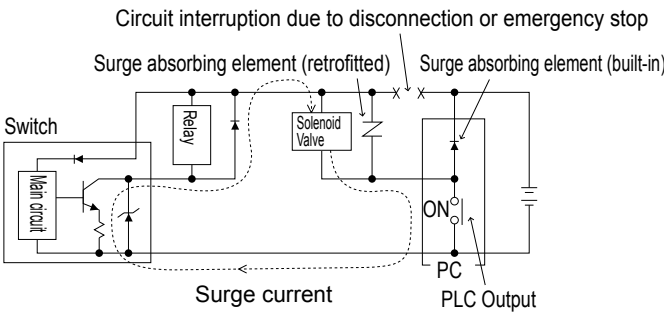 Circuit interruption due to disconnection or emergency stop
Surge absorbing element (retrofitted)
Surge absorbing element (built-in)
Switch
Relay
Solenoid
Valve
Main circuit
ON
PC
Surge current
PLC Output